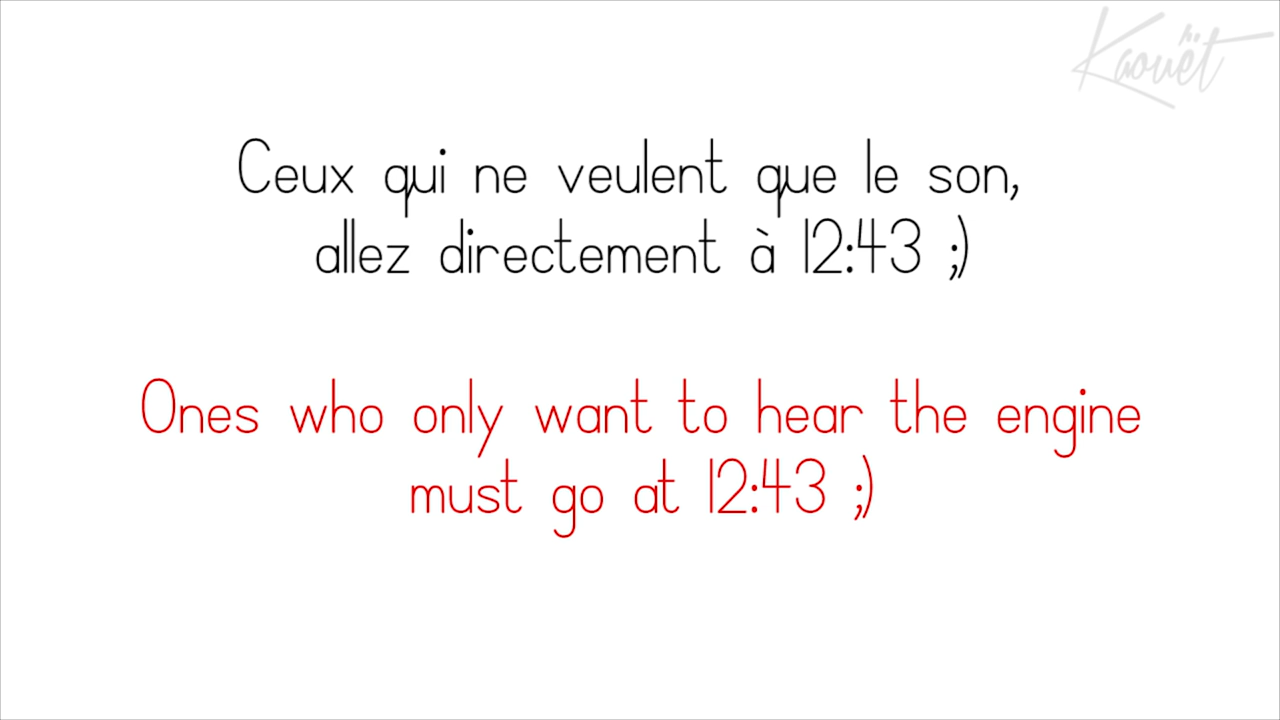 Kaouët
Ceux qui ne veulent que le son,
allez directement à 12:43 ;)
Ones who only want to hear the engine
must go at 12:43 ;)